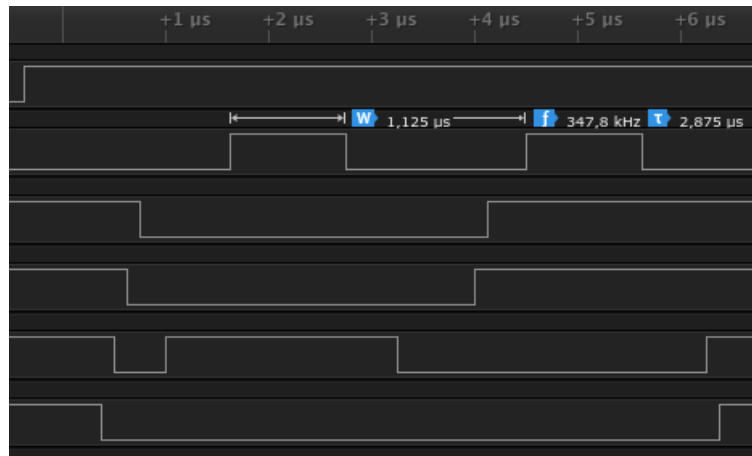 +1 µs +2 µs +3 µs +4 µs +5 µs +6 µs
W 1,125 µs f 347,8 kHz τ 2,875 µs